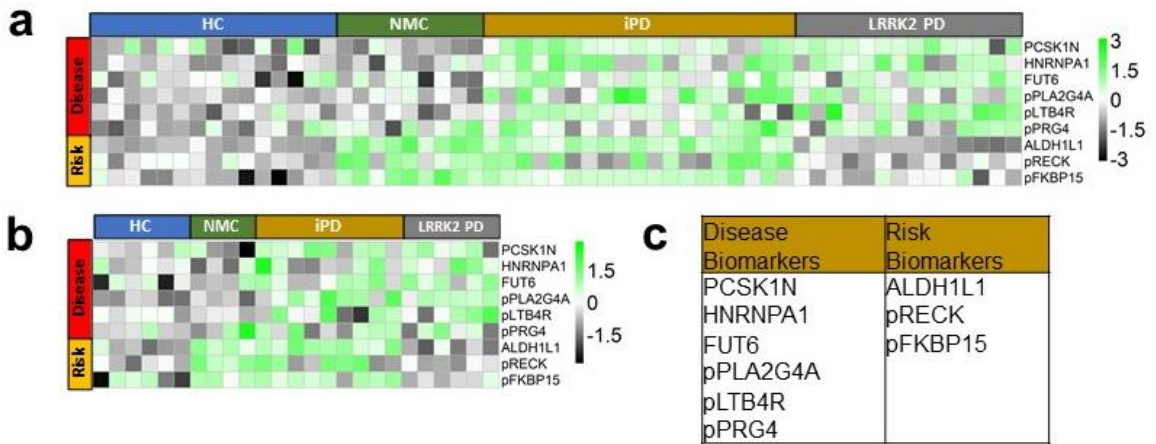 a
HC NMC iPD LRRK2 PD
Disease
Risk
PCSK1N
HNRNPA1
FUT6
pPLA2G4A
pLTB4R
pPRG4
ALDH1L1
pRECK
pFKBP15
3
1.5
0
-1.5
-3
b
HC NMC iPD LRRK2 PD
Disease
Risk
PCSK1N
HNRNPA1
FUT6
pPLA2G4A
pLTB4R
pPRG4
ALDH1L1
pRECK
pFKBP15
1.5
0
-1.5
c
Disease Risk
Biomarkers Biomarkers
PCSK1N ALDH1L1
HNRNPA1 pRECK
FUT6 pFKBP15
pPLA2G4A
pLTB4R
pPRG4